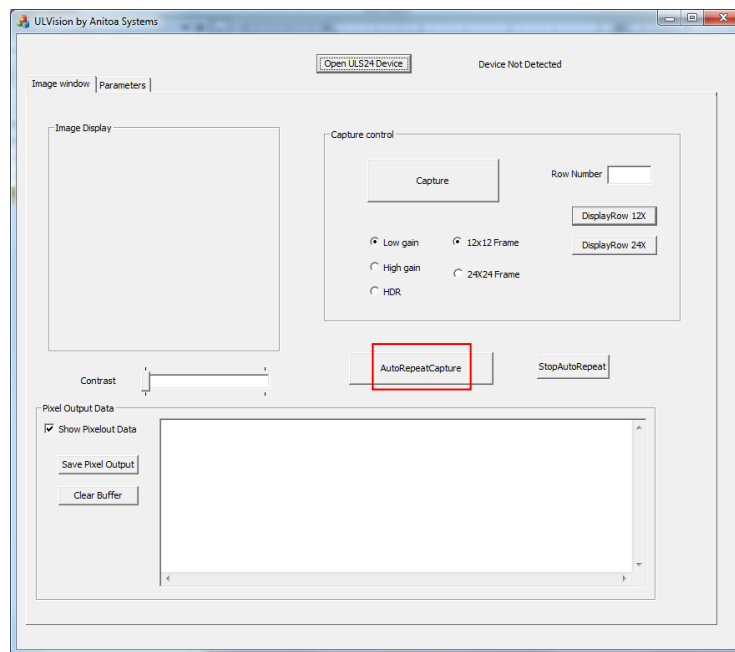 ULVision by Anitoa Systems
Open ULS24 Device
Device Not Detected
Image window
Parameters
Image Display
Capture control
Capture
Row Number
DisplayRow 12X
Low gain
12x12 Frame
DisplayRow 24X
High gain
24X24 Frame
HDR
AutoRepeatCapture
StopAutoRepeat
Contrast
Pixel Output Data
Show Pixelout Data
Save Pixel Output
Clear Buffer